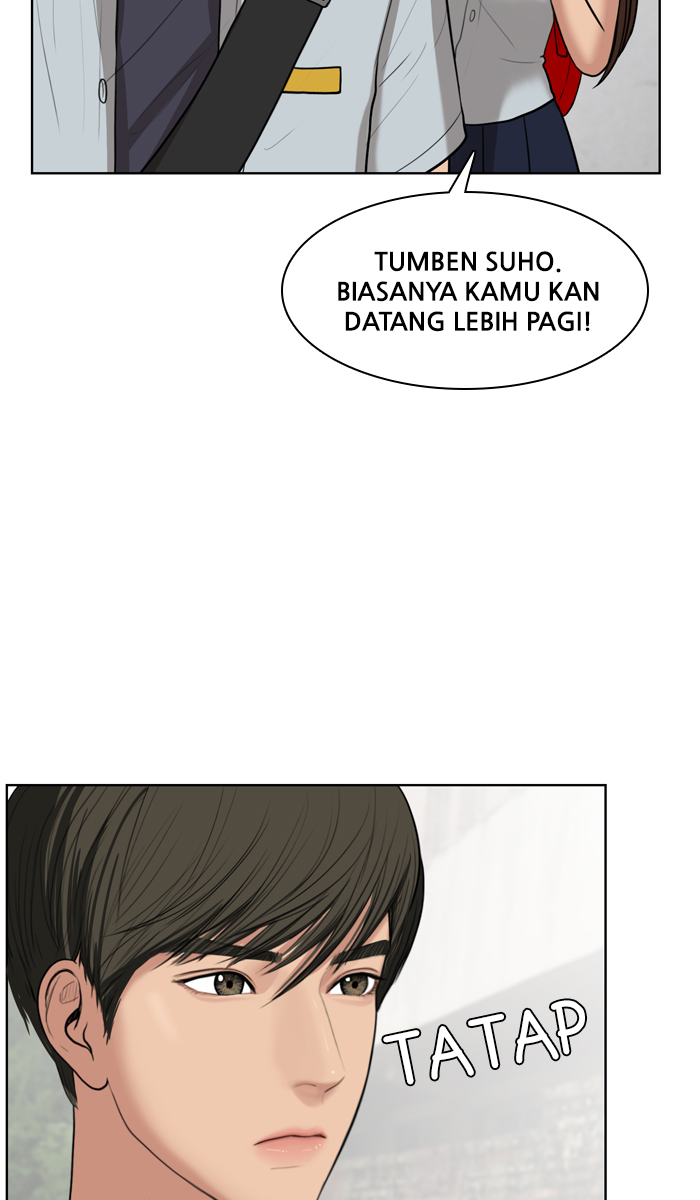 TUMBEN SUHO.
BIASANYA KAMU KAN
DATANG LEBIH PAGI!
TATAP